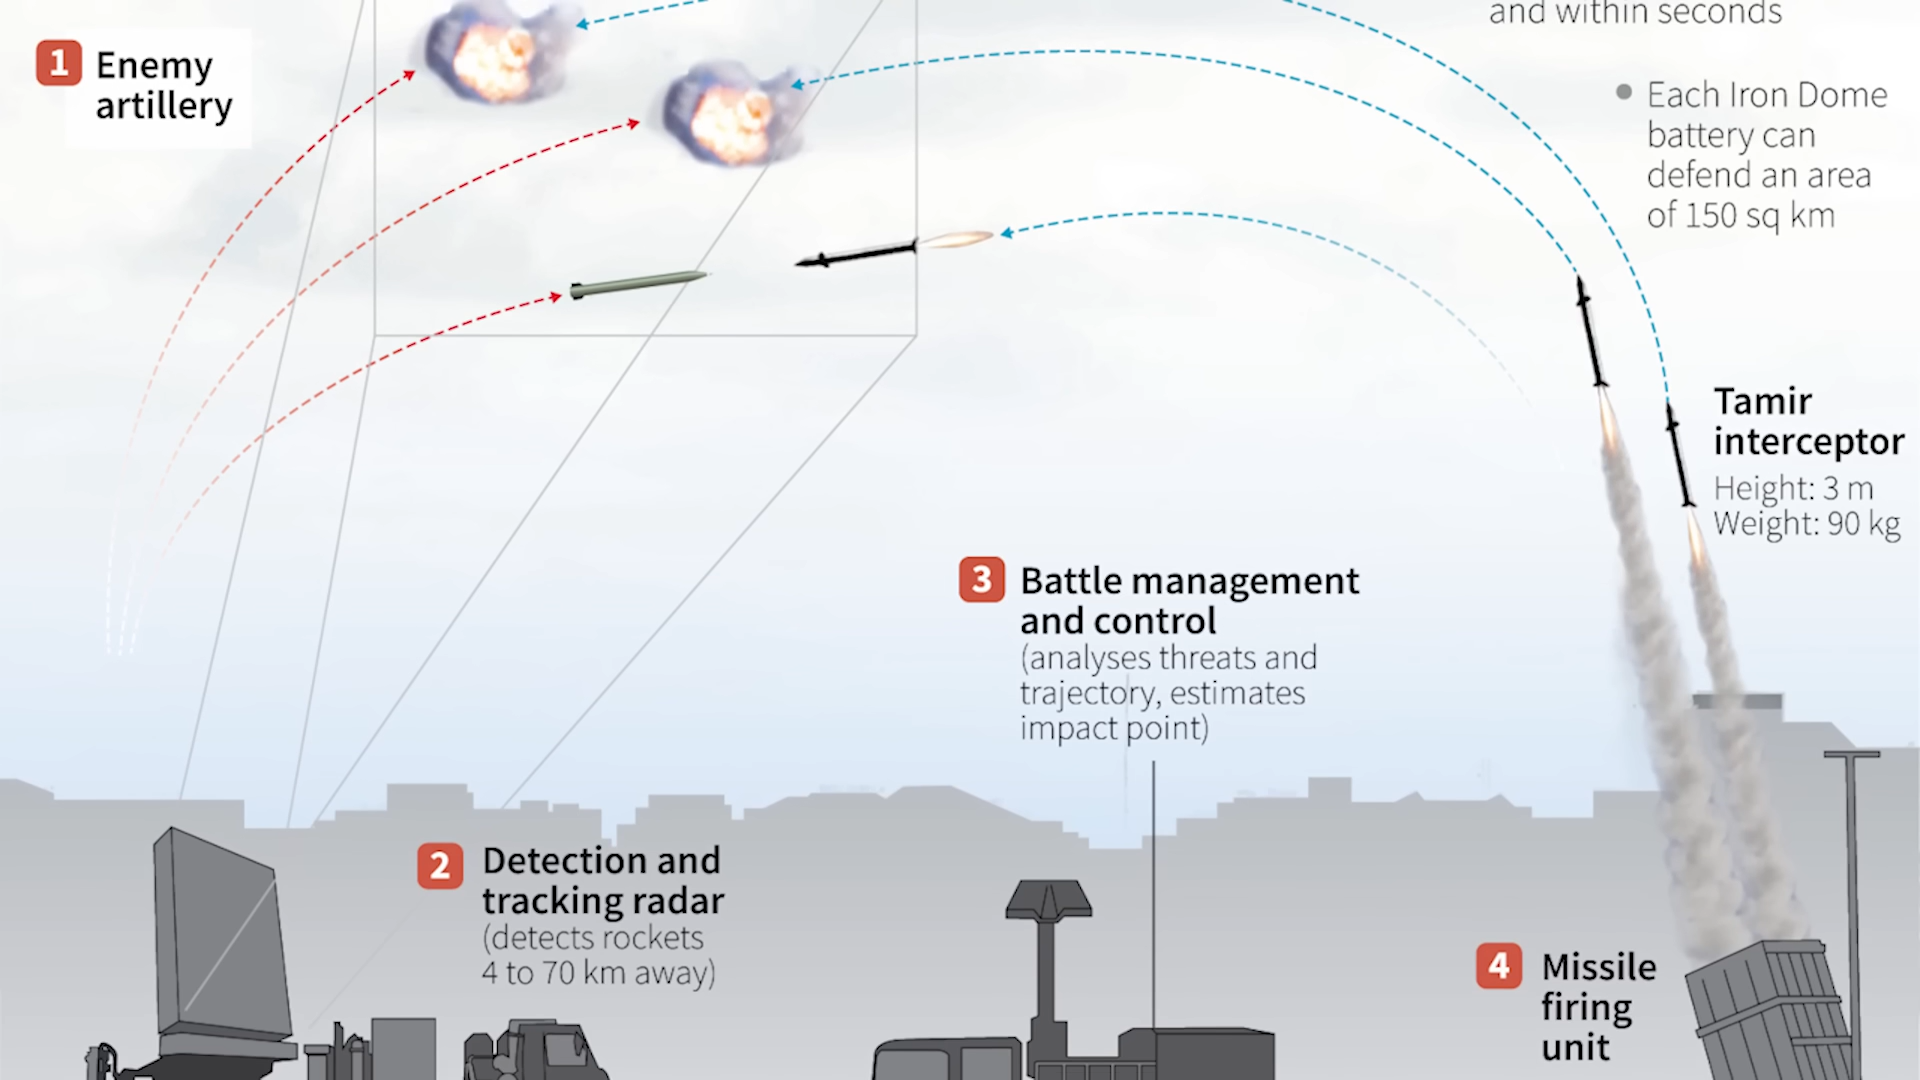 and within seconds
1 Enemy
artillery
Each Iron Dome
battery can
defend an area
of 150 sq km
Tamir
interceptor
Height: 3 m
Weight: 90 kg
3 Battle management
and control
(analyses threats and
trajectory, estimates
impact point)
2 Detection and
tracking radar
(detects rockets
4 to 70 km away)
4 Missile
firing
unit